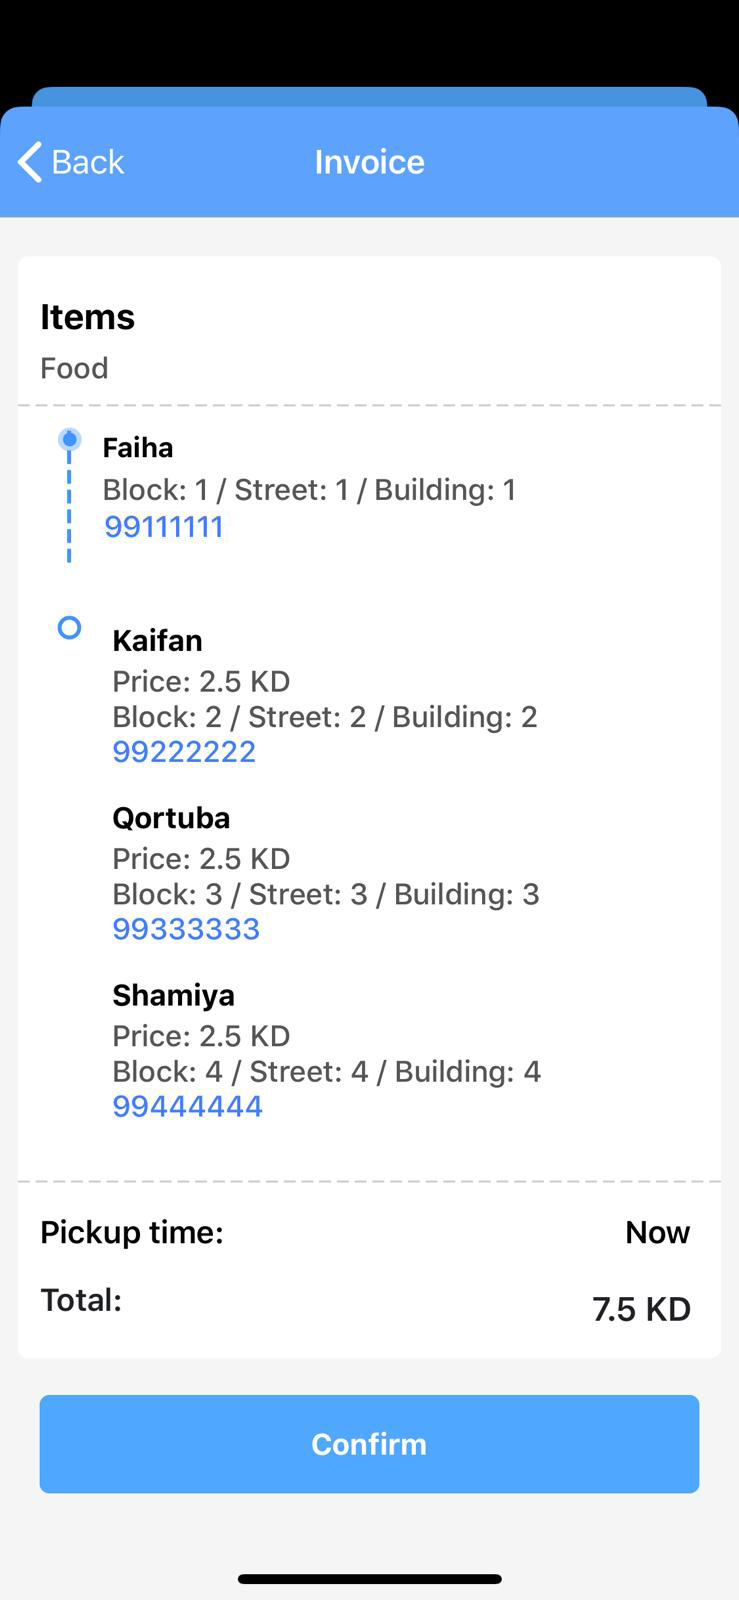 Back
Invoice
Items
Food
Faiha
Block: 1 / Street: 1 / Building: 1
99111111
Kaifan
Price: 2.5 KD
Block: 2 / Street: 2 / Building: 2
99222222
Qortuba
Price: 2.5 KD
Block: 3 / Street: 3 / Building: 3
99333333
Shamiya
Price: 2.5 KD
Block: 4 / Street: 4 / Building: 4
99444444
Pickup time: Now
Total: 7.5 KD
Confirm